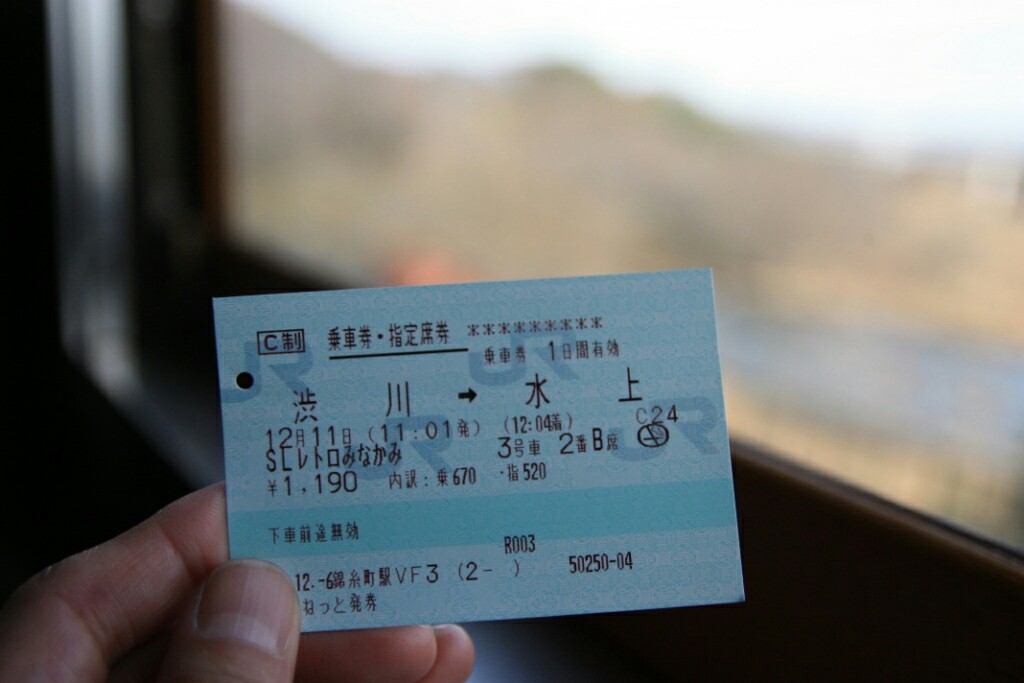 C制 乗車券・指定席券 *********
乗車券 1日間有効
渋川 → 水上
C24
12月11日 (11:01発) (12:04着)
SLレトロみなかみ 3号車 2番B席
¥1,190 内訳:乗670 ・指520
下車前途無効
R003
12.-6錦糸町駅VF3 (2- ) 50250-04
ねっと発券
JR JR JR JR